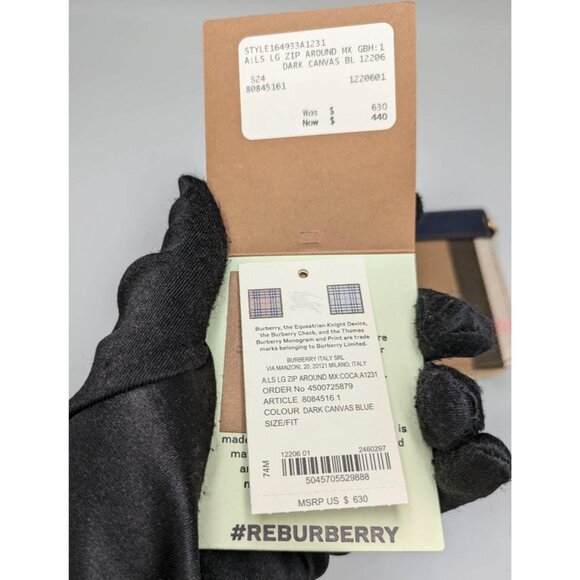 STYLE164933A1231
A:LS LG ZIP AROUND MX GBH:1
DARK CANVAS BL 12206
S24
80845161 1220601
Was $ 630
Now $ 440
Burberry, the Equestrian Knight Device,
the Burberry Check, and the Thomas
Burberry Monogram and Print are trade
marks belonging to Burberry Limited.
BURBERRY ITALY SRL
VIA MANZONI, 20, 20121 MILANO, ITALY
A:LS LG ZIP AROUND MX:COCA:A1231
ORDER No 4500725879
ARTICLE 8084516 1
COLOUR DARK CANVAS BLUE
SIZE/FIT
74M
12206 01 2460297
5045705529888
MSRP US $ 630
made
is
#REBURBERRY